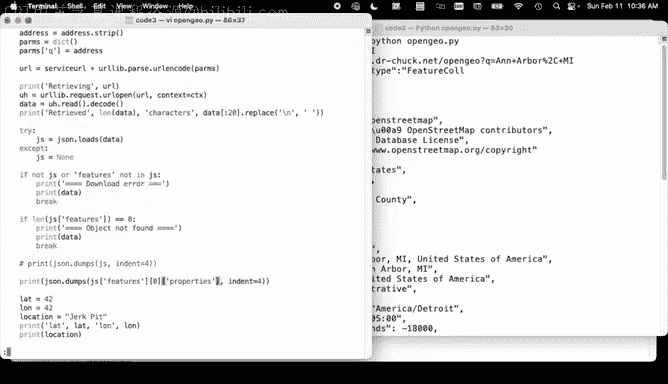 Terminal Shell Edit View Window Help
Sun Feb 11 10:36 AM
code3 — vi opengeo.py — 86×37
address = address.strip()
parms = dict()
parms['q'] = address
url = serviceurl + urllib.parse.urlencode(parms)
print('Retrieving', url)
uh = urllib.request.urlopen(url, context=ctx)
data = uh.read().decode()
print('Retrieved', len(data), 'characters', data[:20].replace('\n', ' '))
try:
js = json.loads(data)
except:
js = None
if not js or 'features' not in js:
print('==== Download error ===')
print(data)
break
if len(js['features']) == 0:
print('==== Object not found ====')
print(data)
break
# print(json.dumps(js, indent=4))
print(json.dumps(js['features'][0]['properties'], indent=4))
lat = 42
lon = 42
location = "Jerk Pit"
print('lat', lat, 'lon', lon)
print(location)
:
code3 — Python opengeo.py — 83×30
python opengeo.py
MI
.dr-chuck.net/opengeo?q=Ann+Arbor%2C+MI
type":"FeatureColl
penstreetmap",
\u00a9 OpenStreetMap contributors",
Database License",
www.openstreetmap.org/copyright"
tates",
County",
bor, MI, United States of America",
n Arbor, MI",
ited States of America",
trative",
America/Detroit",
05:00",
nds": -18000,